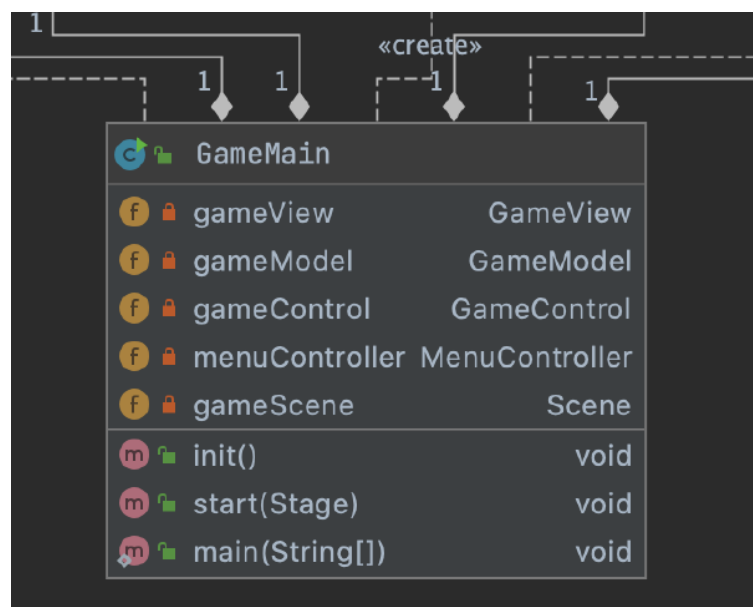 1
«create»
1
1
1
1
C GameMain
f gameView GameView
f gameModel GameModel
f gameControl GameControl
f menuController MenuController
f gameScene Scene
m init() void
m start(Stage) void
m main(String[]) void